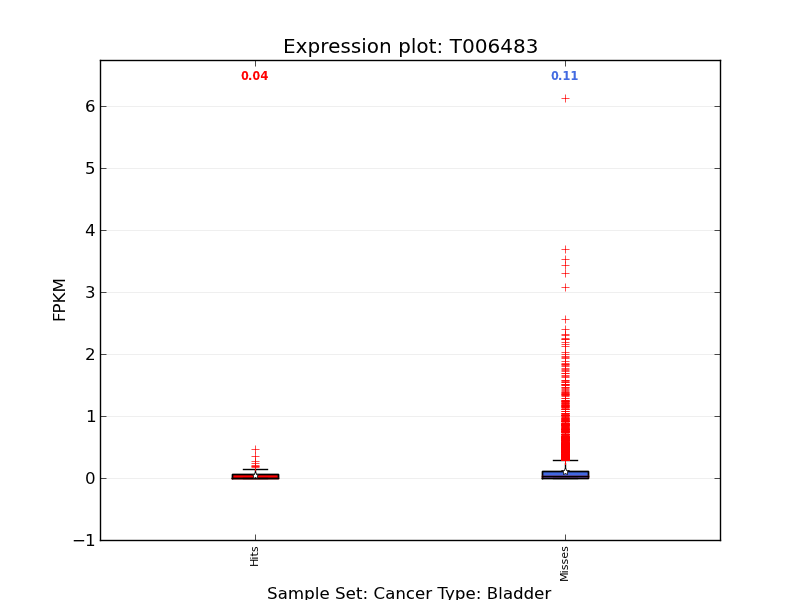 Expression plot: T006483
0.04
0.11
6
5
4
3
2
1
0
−1
FPKM
Hits
Misses
Sample Set: Cancer Type: Bladder